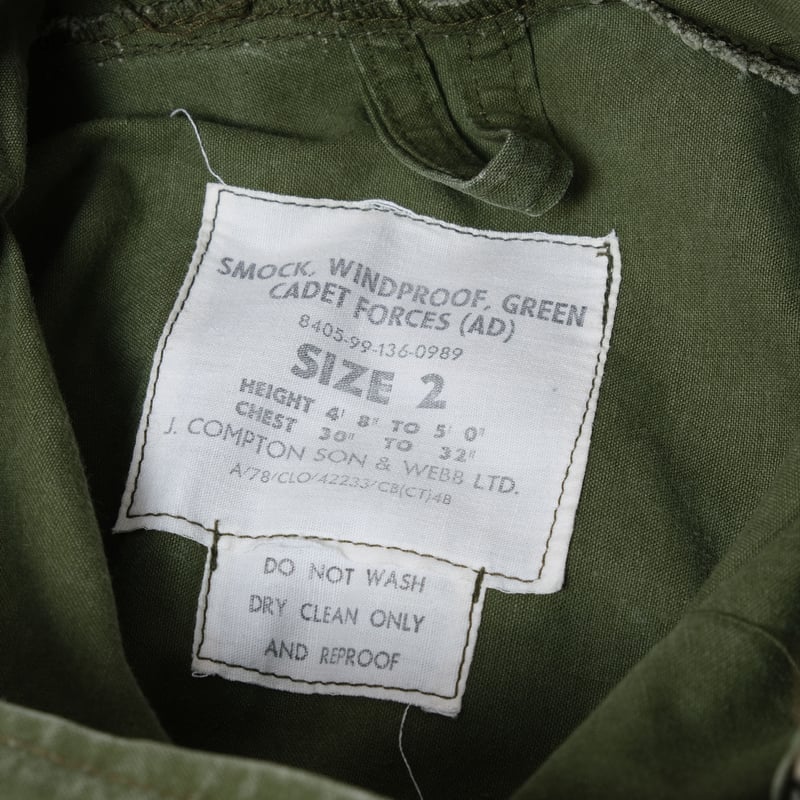 SMOCK, WINDPROOF, GREEN
CADET FORCES (AD)
8405-99-136-0989
SIZE 2
HEIGHT 4' 8" TO 5' 0"
CHEST 30" TO 32"
J. COMPTON SON & WEBB LTD.
A/78/CLO/42233/CB(CT)4B
DO NOT WASH
DRY CLEAN ONLY
AND REPROOF